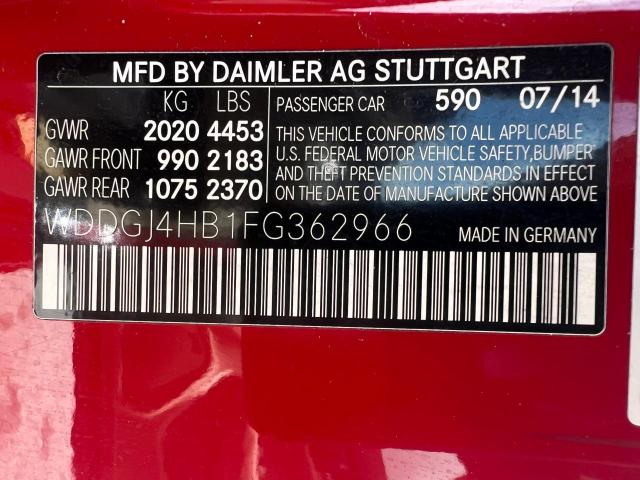 MFD BY DAIMLER AG STUTTGART
KG LBS
GVWR 2020 4453
GAWR FRONT 990 2183
GAWR REAR 1075 2370
PASSENGER CAR 590 07/14
THIS VEHICLE CONFORMS TO ALL APPLICABLE
U.S. FEDERAL MOTOR VEHICLE SAFETY, BUMPER
AND THEFT PREVENTION STANDARDS IN EFFECT
ON THE DATE OF MANUFACTURE SHOWN ABOVE
WDDGJ4HB1FG362966 MADE IN GERMANY